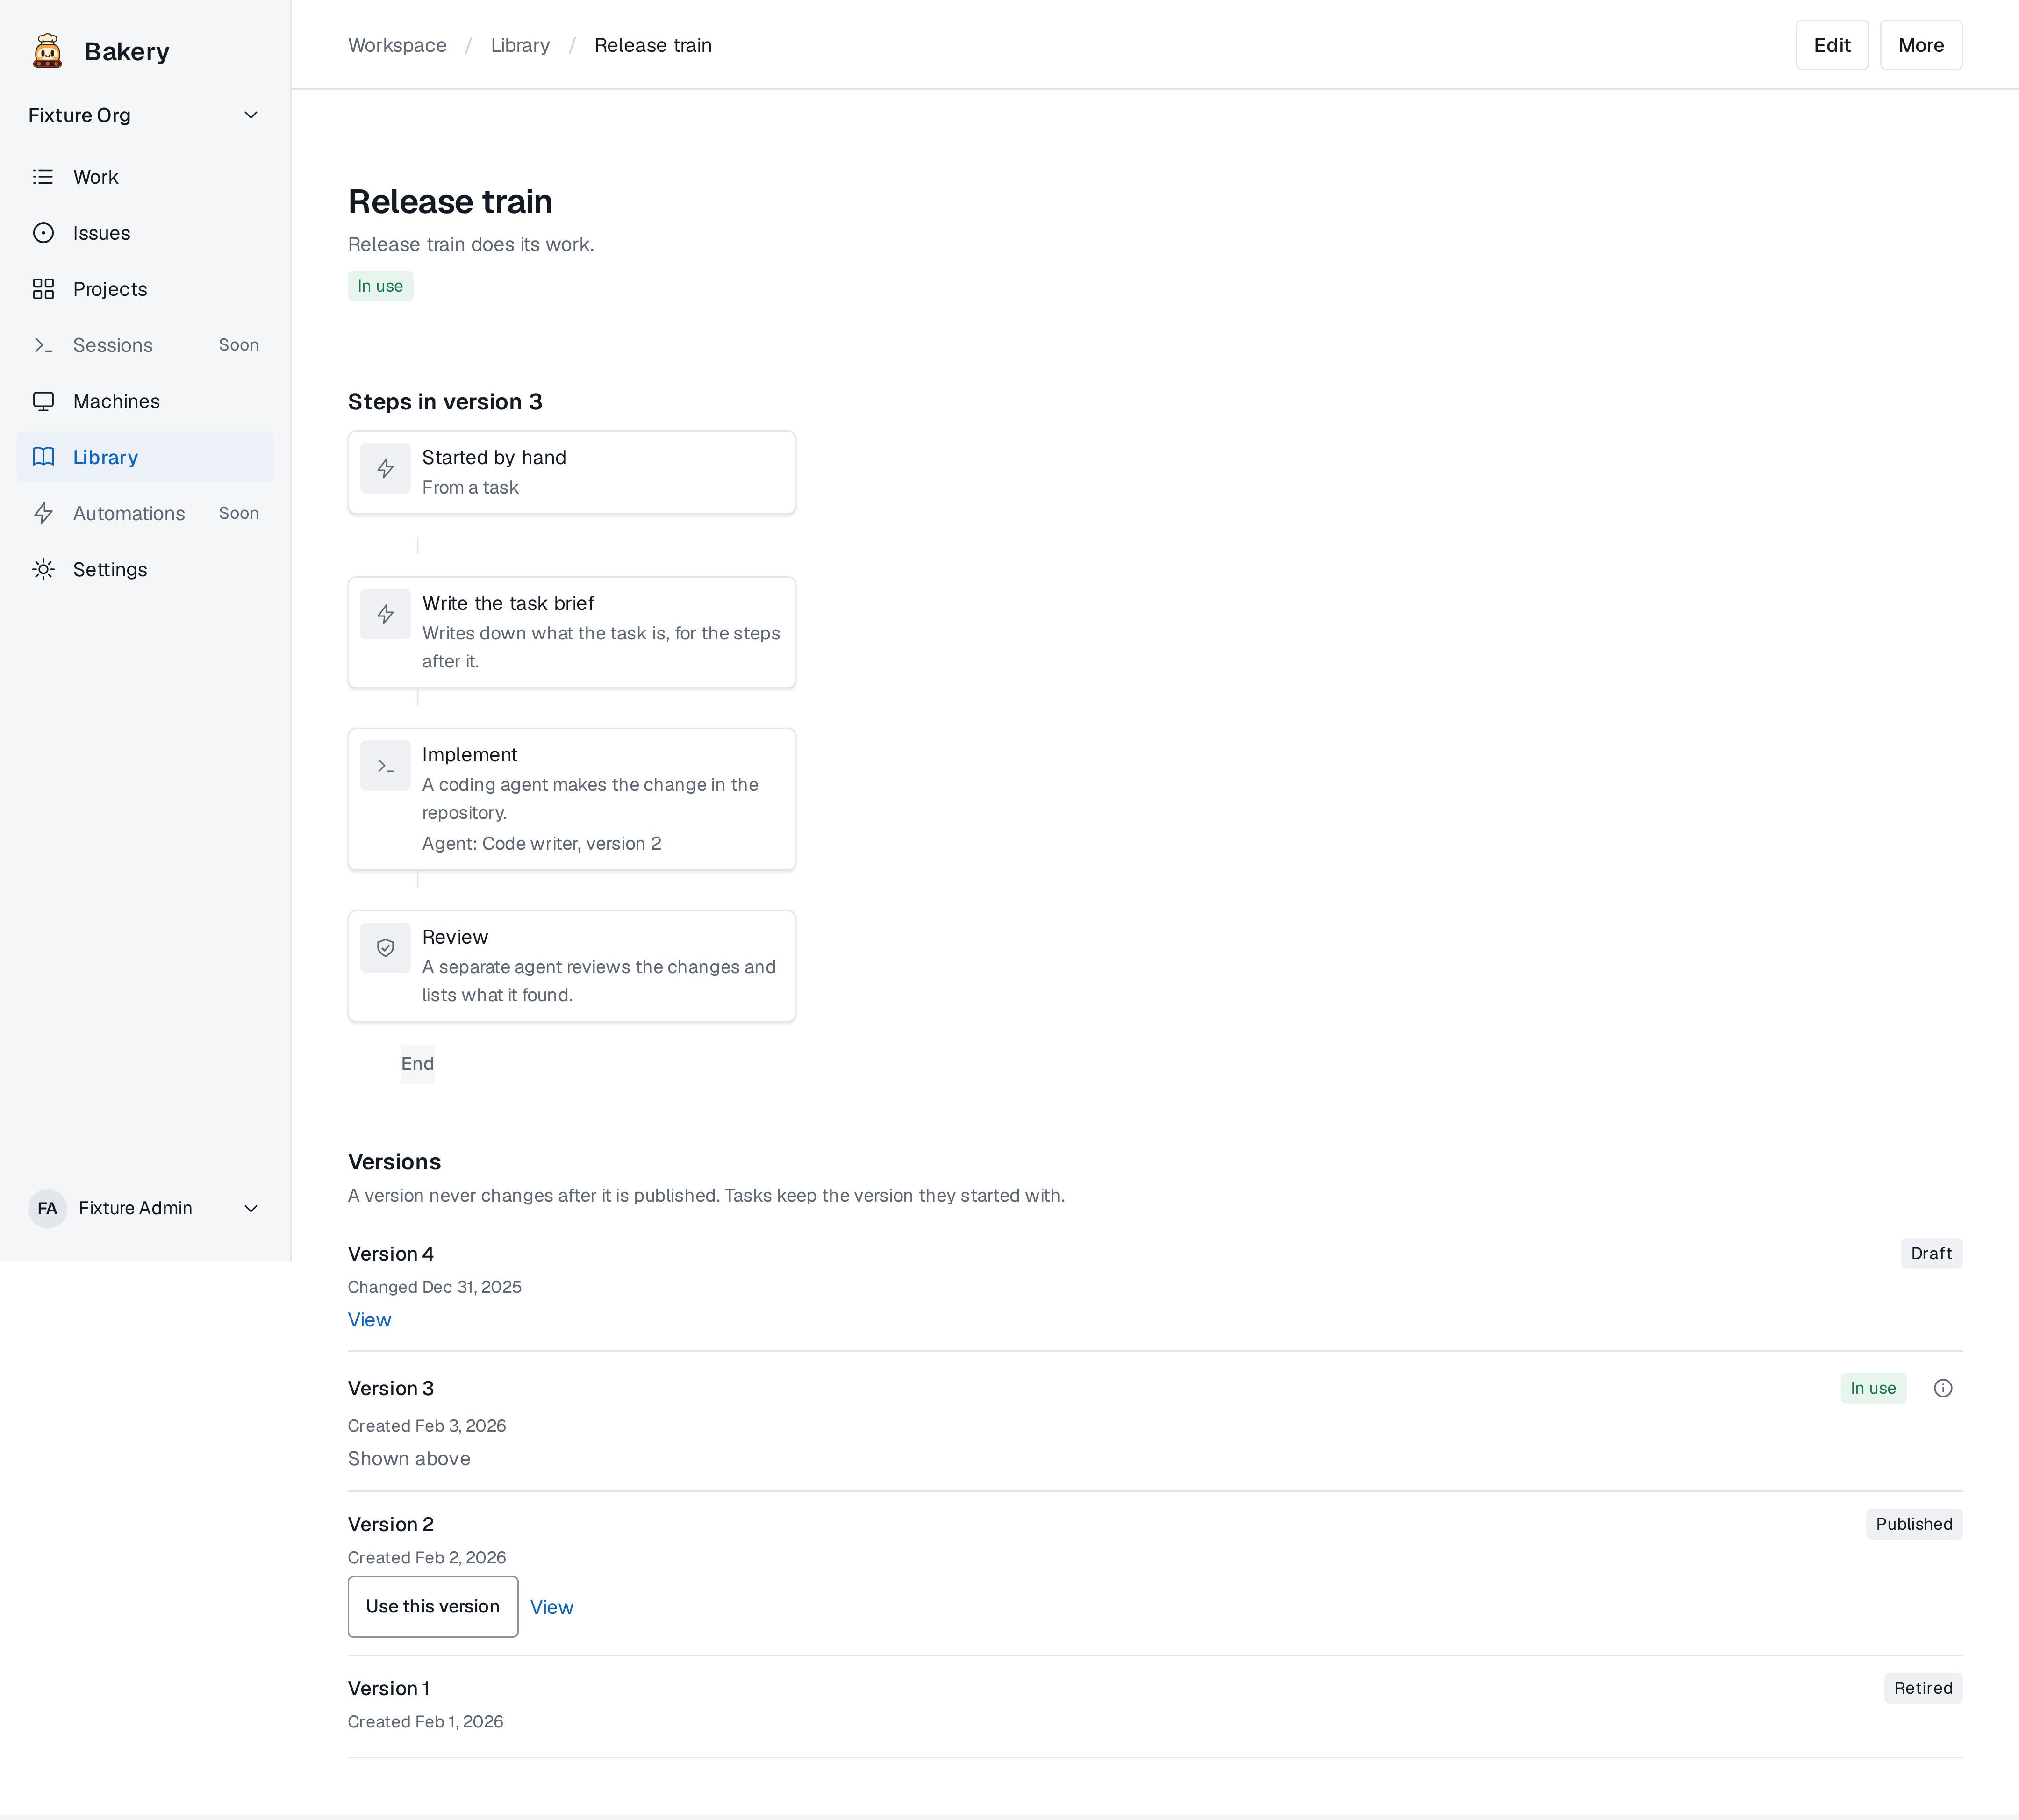 Bakery
Fixture Org
Work
Issues
Projects
Sessions Soon
Machines
Library
Automations Soon
Settings
FA Fixture Admin
Workspace / Library / Release train
Edit More
Release train
Release train does its work.
In use
Steps in version 3
Started by hand
From a task
Write the task brief
Writes down what the task is, for the steps
after it.
Implement
A coding agent makes the change in the
repository.
Agent: Code writer, version 2
Review
A separate agent reviews the changes and
lists what it found.
End
Versions
A version never changes after it is published. Tasks keep the version they started with.
Version 4 Draft
Changed Dec 31, 2025
View
Version 3 In use
Created Feb 3, 2026
Shown above
Version 2 Published
Created Feb 2, 2026
Use this version View
Version 1 Retired
Created Feb 1, 2026